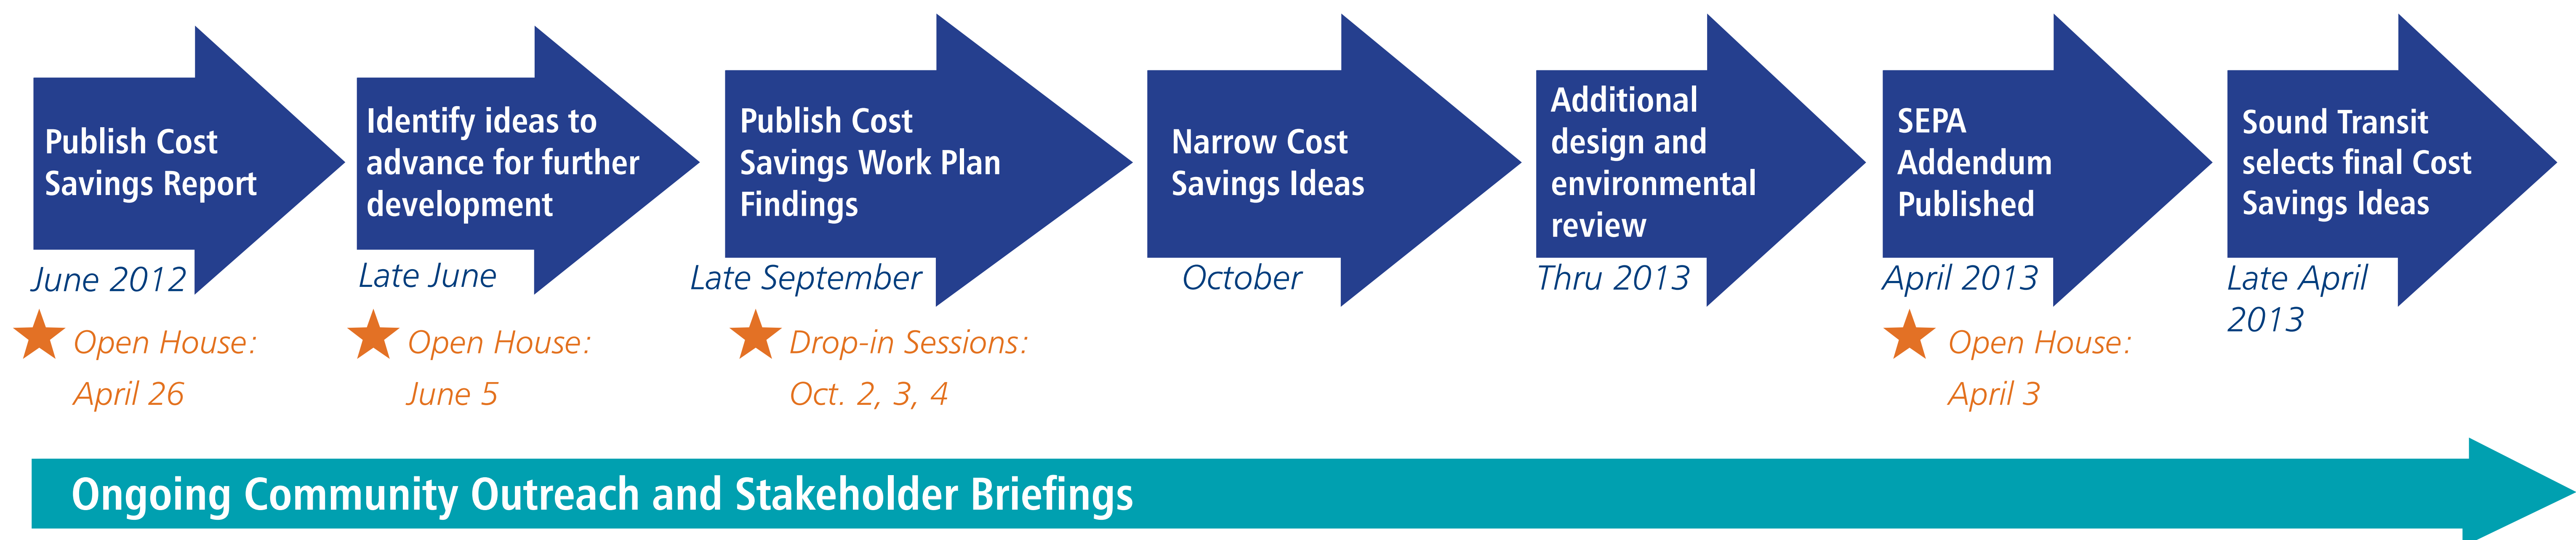 Publish Cost
Savings Report
June 2012
Open House:
April 26
Identify ideas to
advance for further
development
Late June
Open House:
June 5
Publish Cost
Savings Work Plan
Findings
Late September
Drop-in Sessions:
Oct. 2, 3, 4
Narrow Cost
Savings Ideas
October
Additional
design and
environmental
review
Thru 2013
SEPA
Addendum
Published
April 2013
Open House:
April 3
Sound Transit
selects final Cost
Savings Ideas
Late April
2013
Ongoing Community Outreach and Stakeholder Briefings